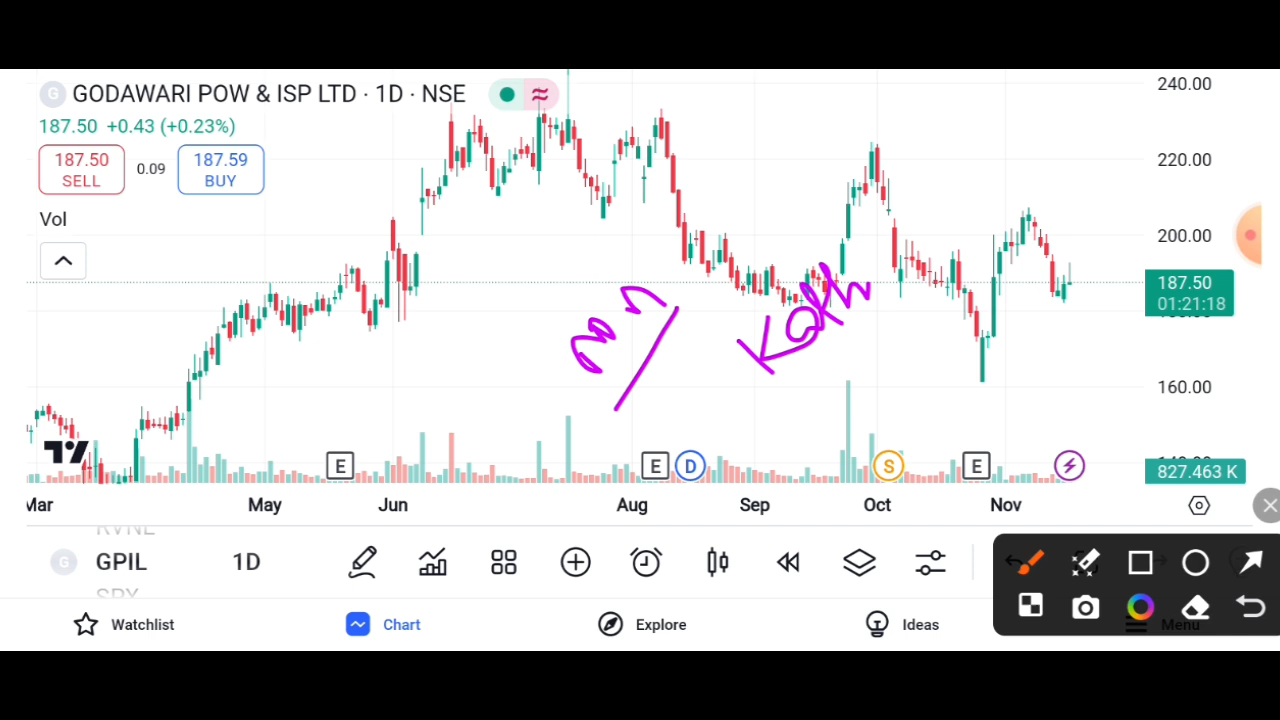 G GODAWARI POW & ISP LTD · 1D · NSE
187.50 +0.43 (+0.23%)
187.50 SELL 0.09 187.59 BUY
Vol
240.00
220.00
200.00
187.50
01:21:18
160.00
827.463 K
E E D S E
Mar May Jun Aug Sep Oct Nov
RVNL
G GPIL 1D
SPY
Watchlist Chart Explore Ideas Menu